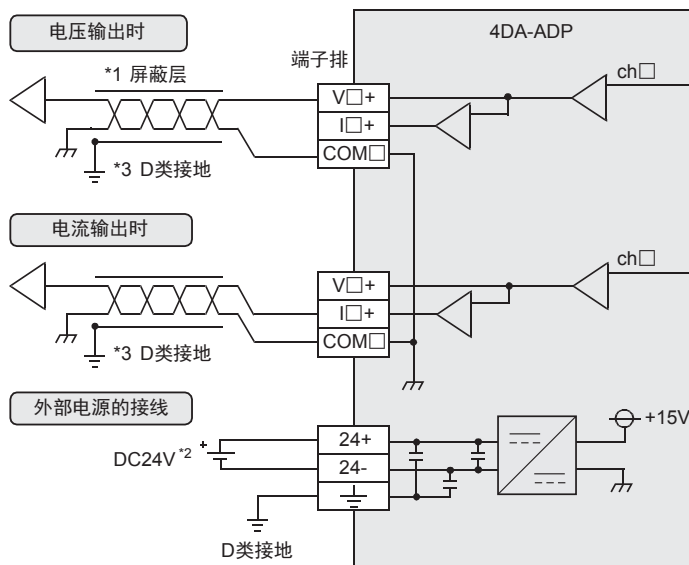 电压输出时
4DA-ADP
端子排
*1 屏蔽层
ch□
V□+
I□+
COM□
*3 D类接地
电流输出时
ch□
V□+
I□+
COM□
*3 D类接地
外部电源的接线
+15V
24+
DC24V *2
24-
D类接地